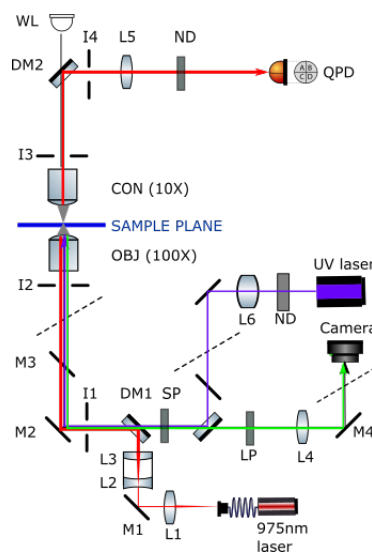 WL
I4
L5
ND
DM2
A B
C D
QPD
I3
CON (10X)
SAMPLE PLANE
OBJ (100X)
I2
UV laser
L6
ND
Camera
M3
I1
DM1
SP
M2
LP
L4
M4
L3
L2
M1
L1
975nm
laser